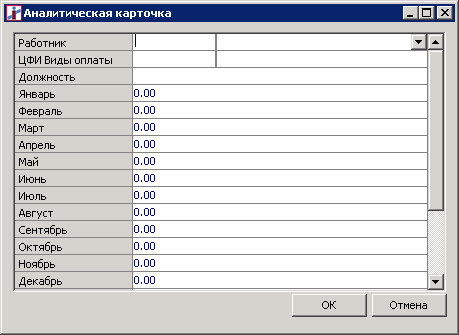 Аналитическая карточка
Работник
ЦФИ Виды оплаты
Должность
Январь 0.00
Февраль 0.00
Март 0.00
Апрель 0.00
Май 0.00
Июнь 0.00
Июль 0.00
Август 0.00
Сентябрь 0.00
Октябрь 0.00
Ноябрь 0.00
Декабрь 0.00
ОК Отмена